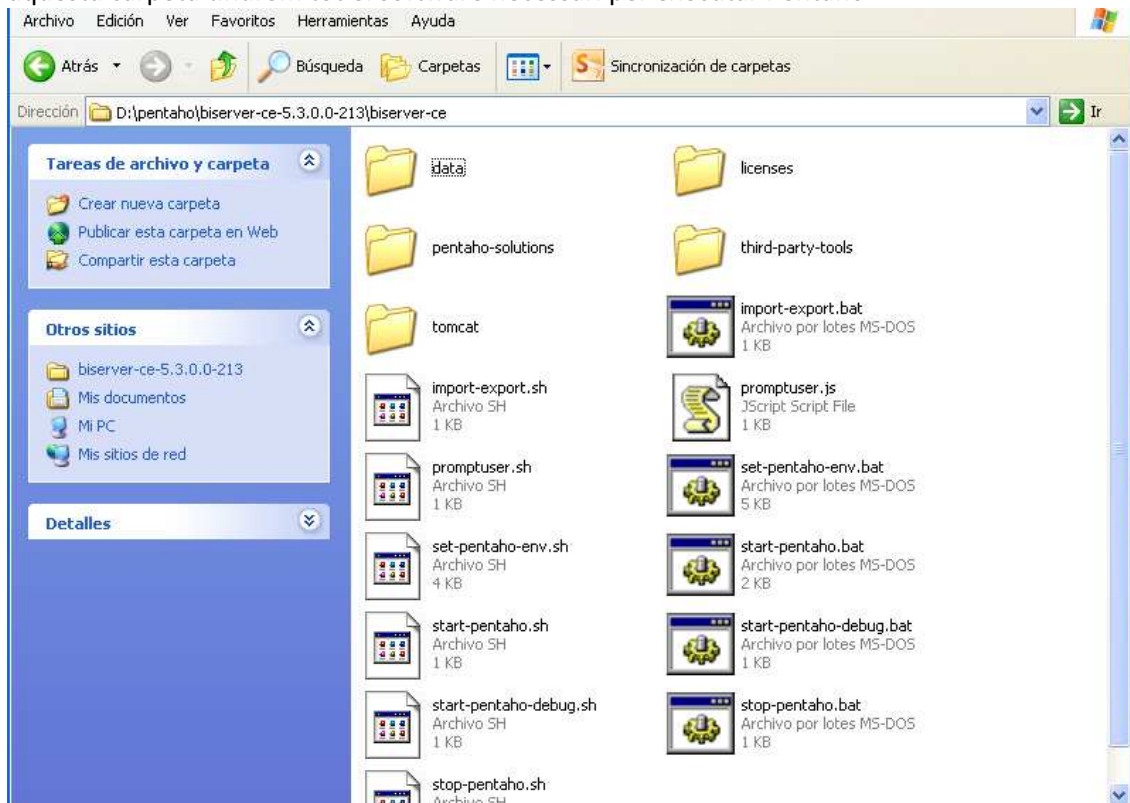 Archivo Edición Ver Favoritos Herramientas Ayuda
Atrás Búsqueda Carpetas Sincronización de carpetas
Dirección D:\pentaho\biserver-ce-5.3.0.0-213\biserver-ce Ir
Tareas de archivo y carpeta
Crear nueva carpeta
Publicar esta carpeta en Web
Compartir esta carpeta
Otros sitios
biserver-ce-5.3.0.0-213
Mis documentos
Mi PC
Mis sitios de red
Detalles
data
licenses
pentaho-solutions
third-party-tools
tomcat
import-export.bat
Archivo por lotes MS-DOS
1 KB
import-export.sh
Archivo SH
1 KB
promptuser.js
JScript Script File
1 KB
promptuser.sh
Archivo SH
1 KB
set-pentaho-env.bat
Archivo por lotes MS-DOS
5 KB
set-pentaho-env.sh
Archivo SH
4 KB
start-pentaho.bat
Archivo por lotes MS-DOS
2 KB
start-pentaho.sh
Archivo SH
1 KB
start-pentaho-debug.bat
Archivo por lotes MS-DOS
1 KB
start-pentaho-debug.sh
Archivo SH
1 KB
stop-pentaho.bat
Archivo por lotes MS-DOS
1 KB
stop-pentaho.sh
Archivo SH